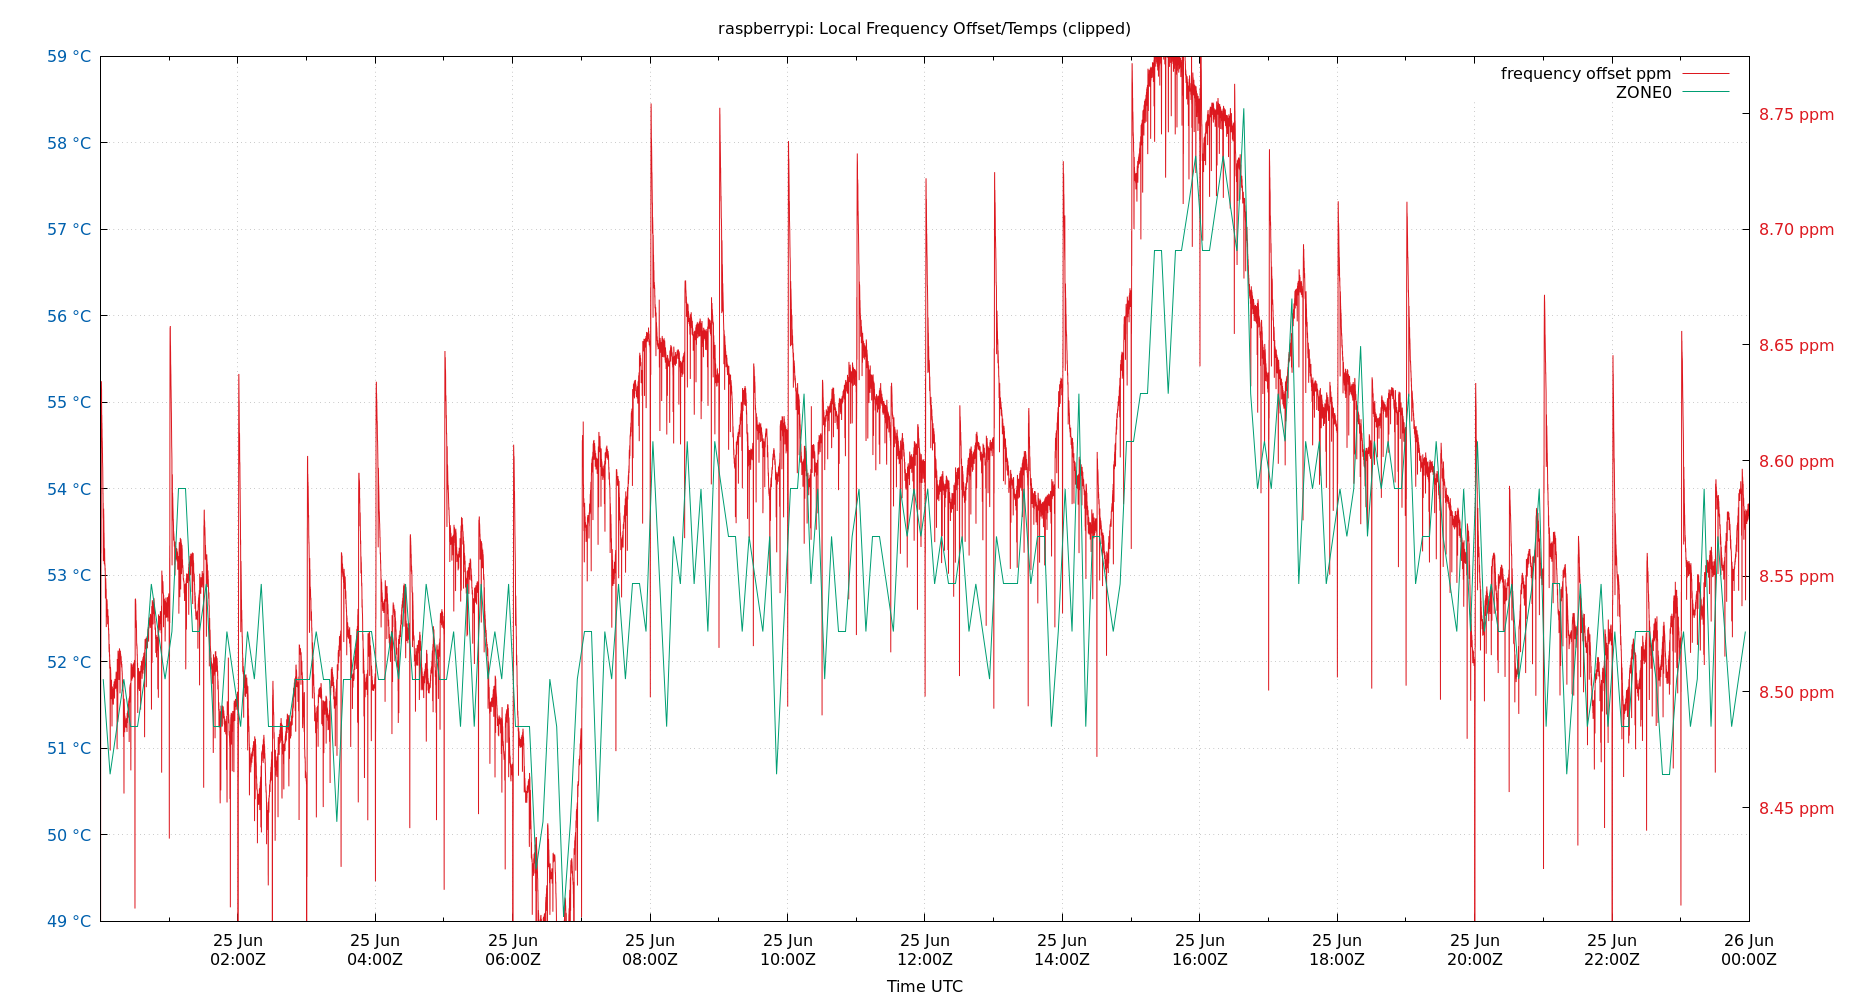 raspberrypi: Local Frequency Offset/Temps (clipped)
frequency offset ppm
ZONE0
59 °C
58 °C
57 °C
56 °C
55 °C
54 °C
53 °C
52 °C
51 °C
50 °C
49 °C
8.75 ppm
8.70 ppm
8.65 ppm
8.60 ppm
8.55 ppm
8.50 ppm
8.45 ppm
25 Jun 25 Jun 25 Jun 25 Jun 25 Jun 25 Jun 25 Jun 25 Jun 25 Jun 25 Jun 25 Jun 26 Jun
02:00Z 04:00Z 06:00Z 08:00Z 10:00Z 12:00Z 14:00Z 16:00Z 18:00Z 20:00Z 22:00Z 00:00Z
Time UTC